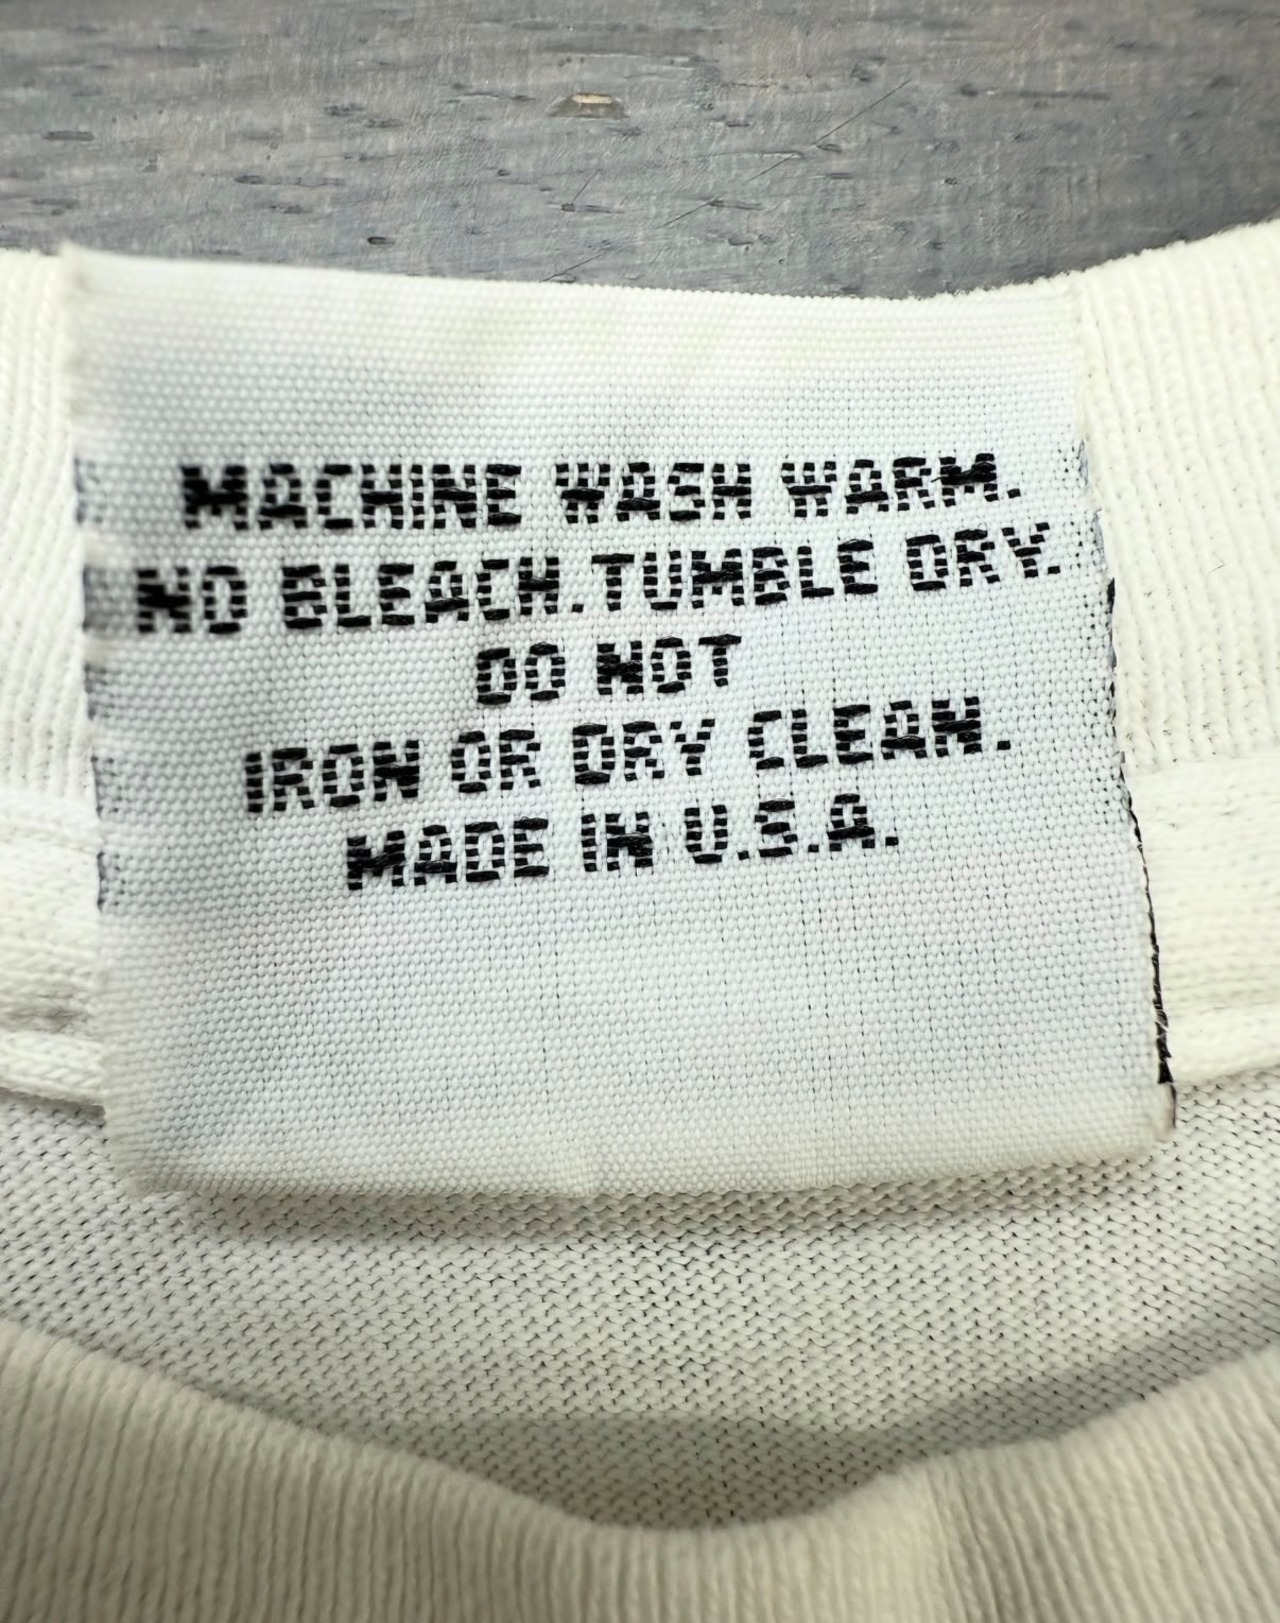 MACHINE WASH WARM.
NO BLEACH.TUMBLE DRY.
DO NOT
IRON OR DRY CLEAN.
MADE IN U.S.A.